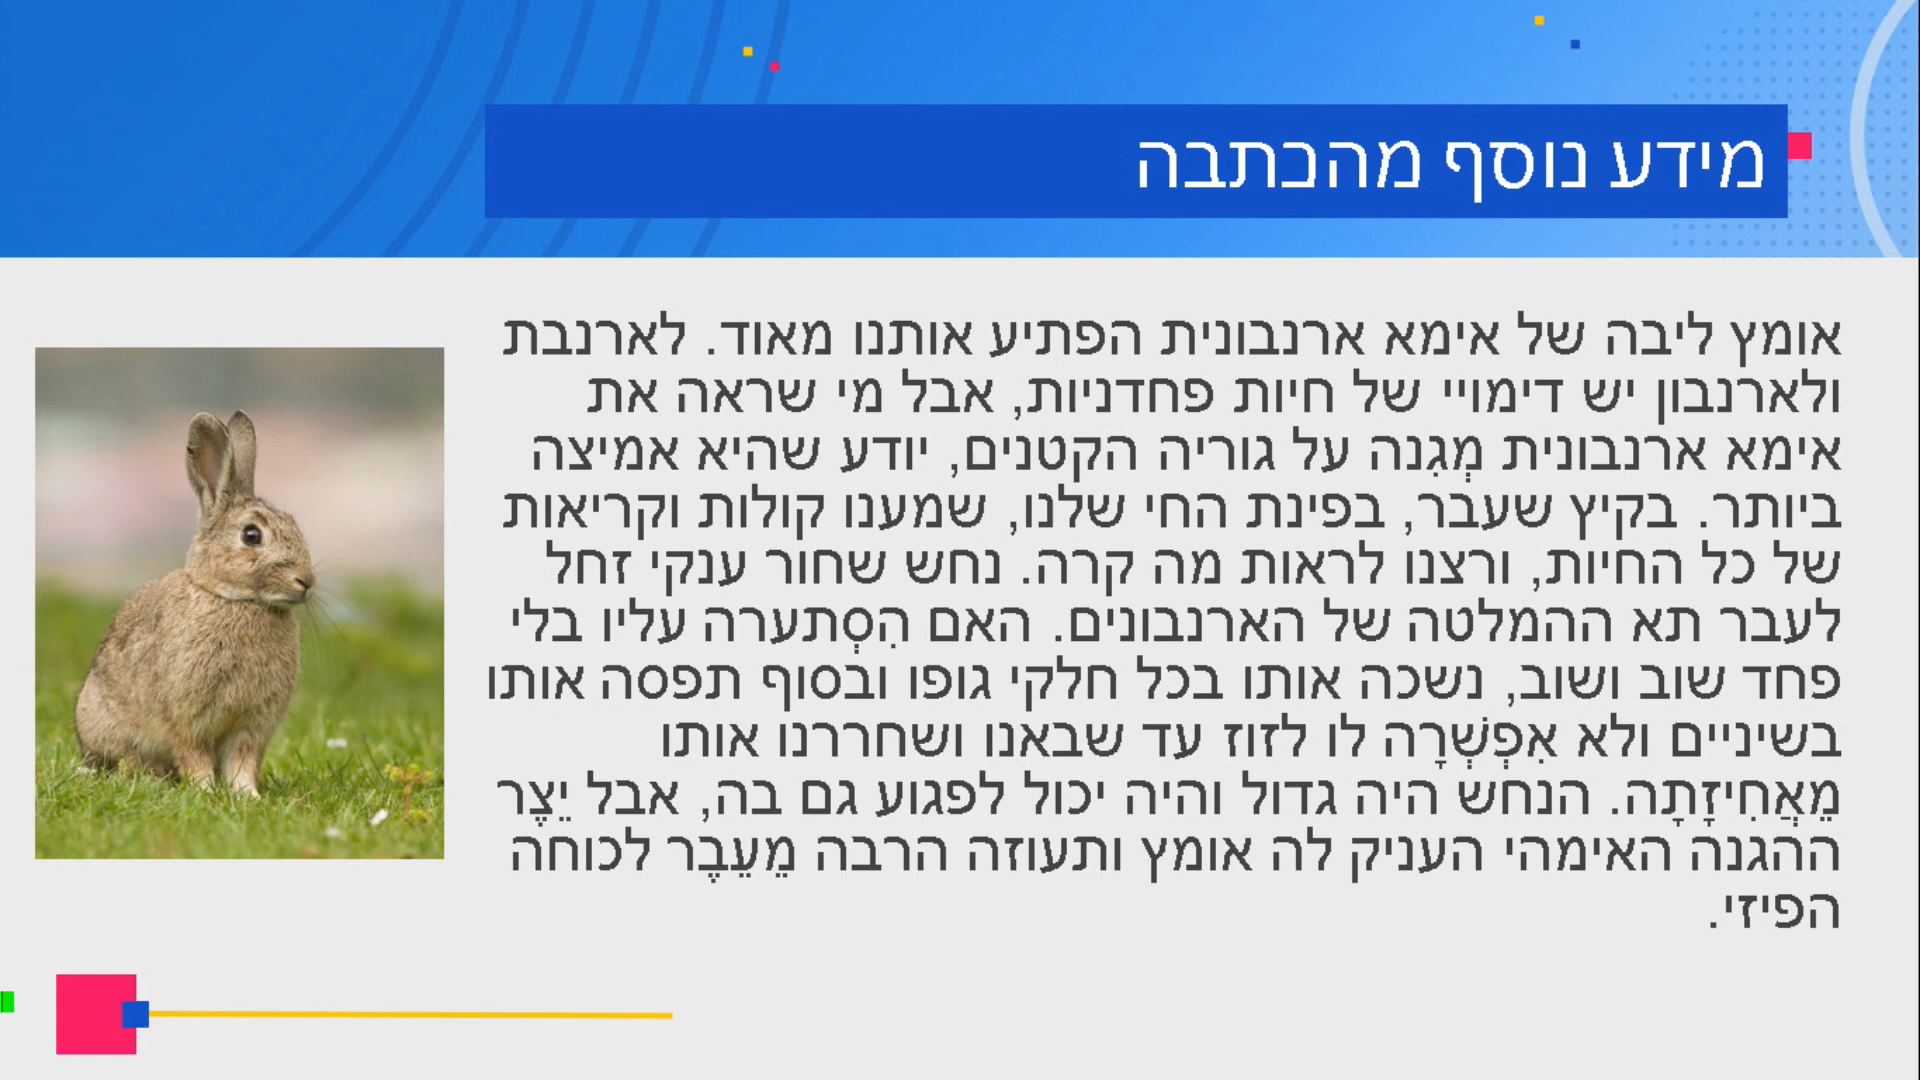 מידע נוסף מהכתבה
אומץ ליבה של אימא ארנבונית הפתיע אותנו מאוד. לארנבת
ולארנבון יש דימויי של חיות פחדניות, אבל מי שראה את
אימא ארנבונית מְגִנה על גוריה הקטנים, יודע שהיא אמיצה
ביותר. בקיץ שעבר, בפינת החי שלנו, שמענו קולות וקריאות
של כל החיות, ורצנו לראות מה קרה. נחש שחור ענקי זחל
לעבר תא ההמלטה של הארנבונים. האם הִסְתערה עליו בלי
פחד שוב ושוב, נשכה אותו בכל חלקי גופו ובסוף תפסה אותו
בשיניים ולא אִפְשְׁרָה לו לזוז עד שבאנו ושחררנו אותו
מֵאֲחִיזָתָה. הנחש היה גדול והיה יכול לפגוע גם בה, אבל יֵצֶר
ההגנה האימהי העניק לה אומץ ותעוזה הרבה מֵעֵבֶר לכוחה
הפיזי.